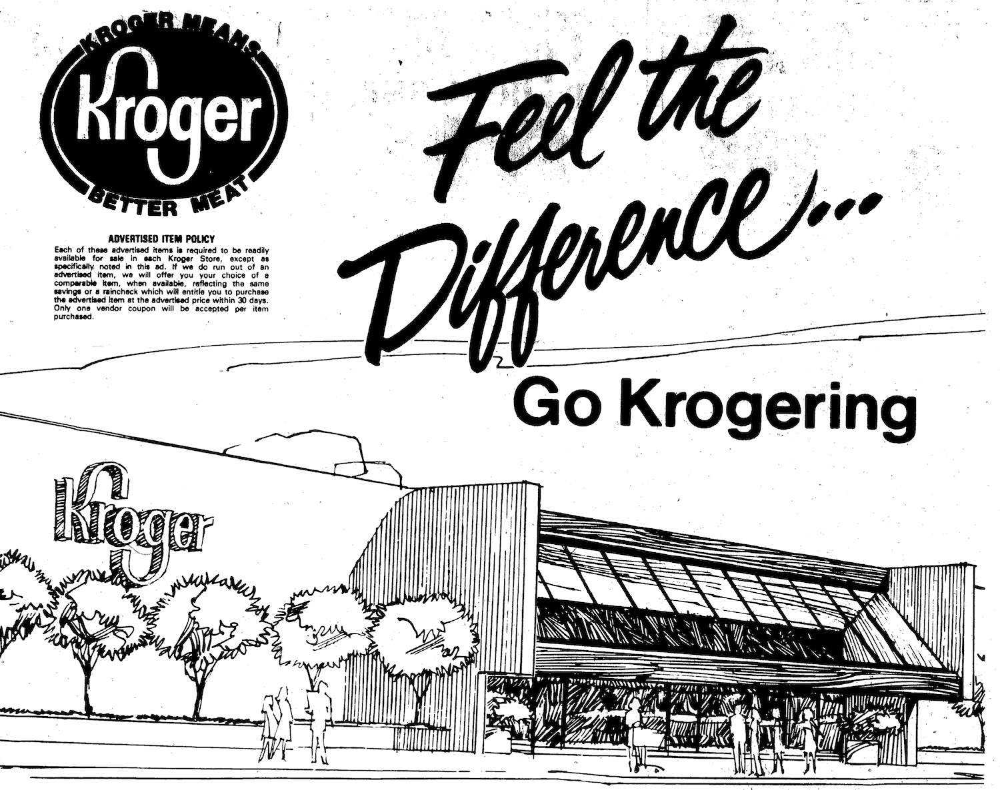 KROGER MEANS
Kroger
BETTER MEAT
Feel the
Difference...
ADVERTISED ITEM POLICY
Each of these advertised items is required to be readily
available for sale in each Kroger Store, except as
specifically noted in this ad. If we do run out of an
advertised item, we will offer you your choice of a
comparable item, when available, reflecting the same
savings or a raincheck which will entitle you to purchase
the advertised item at the advertised price within 30 days.
Only one vendor coupon will be accepted per item
purchased.
Go Krogering
Kroger